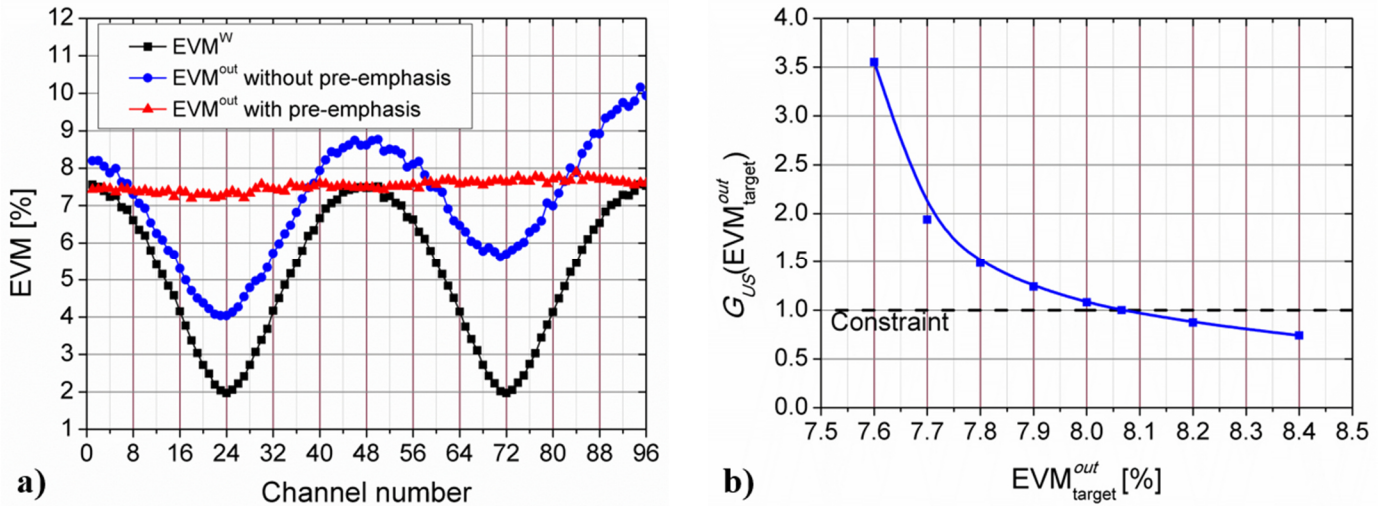 12
11
10
9
8
7
6
5
4
3
2
1
EVM [%]
EVM^W
EVM^out without pre-emphasis
EVM^out with pre-emphasis
0 8 16 24 32 40 48 56 64 72 80 88 96
Channel number
a)
4.0
3.5
3.0
2.5
2.0
1.5
1.0
0.5
0.0
G_US(EVM^out_target)
Constraint
7.5 7.6 7.7 7.8 7.9 8.0 8.1 8.2 8.3 8.4 8.5
EVM^out_target [%]
b)